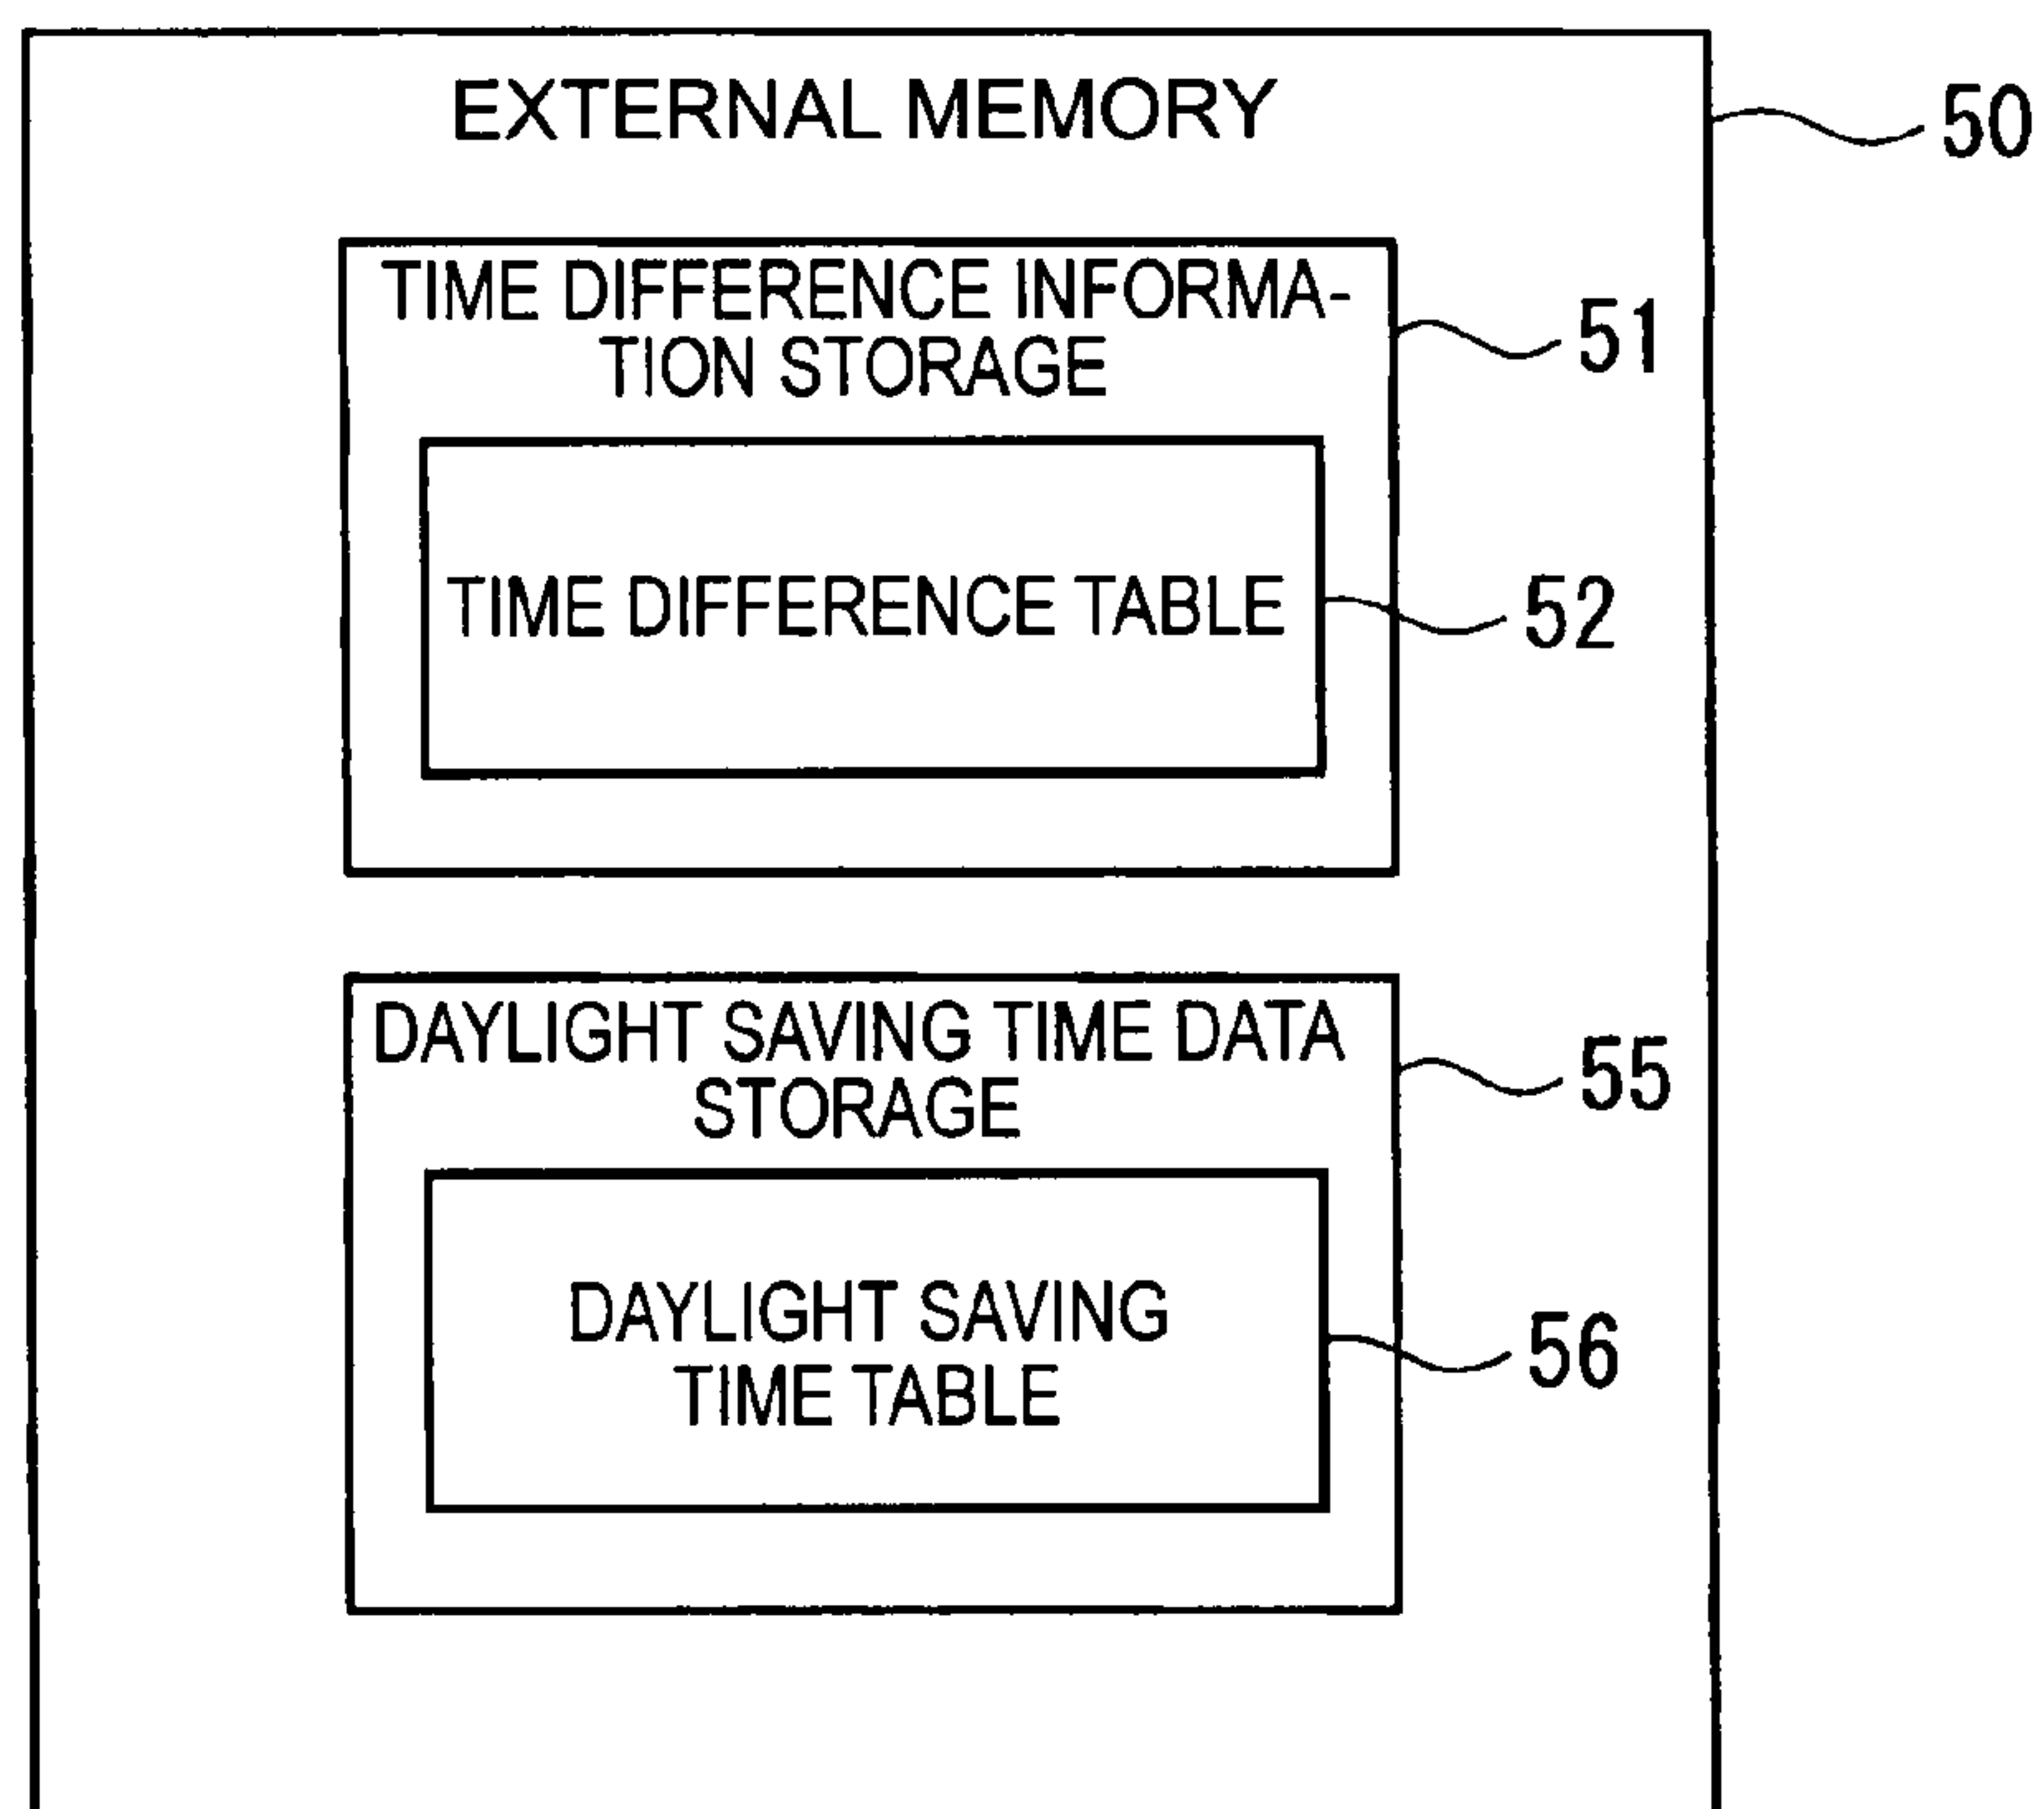 EXTERNAL MEMORY
50
TIME DIFFERENCE INFORMA-
TION STORAGE
51
TIME DIFFERENCE TABLE
52
DAYLIGHT SAVING TIME DATA
STORAGE
55
DAYLIGHT SAVING
TIME TABLE
56